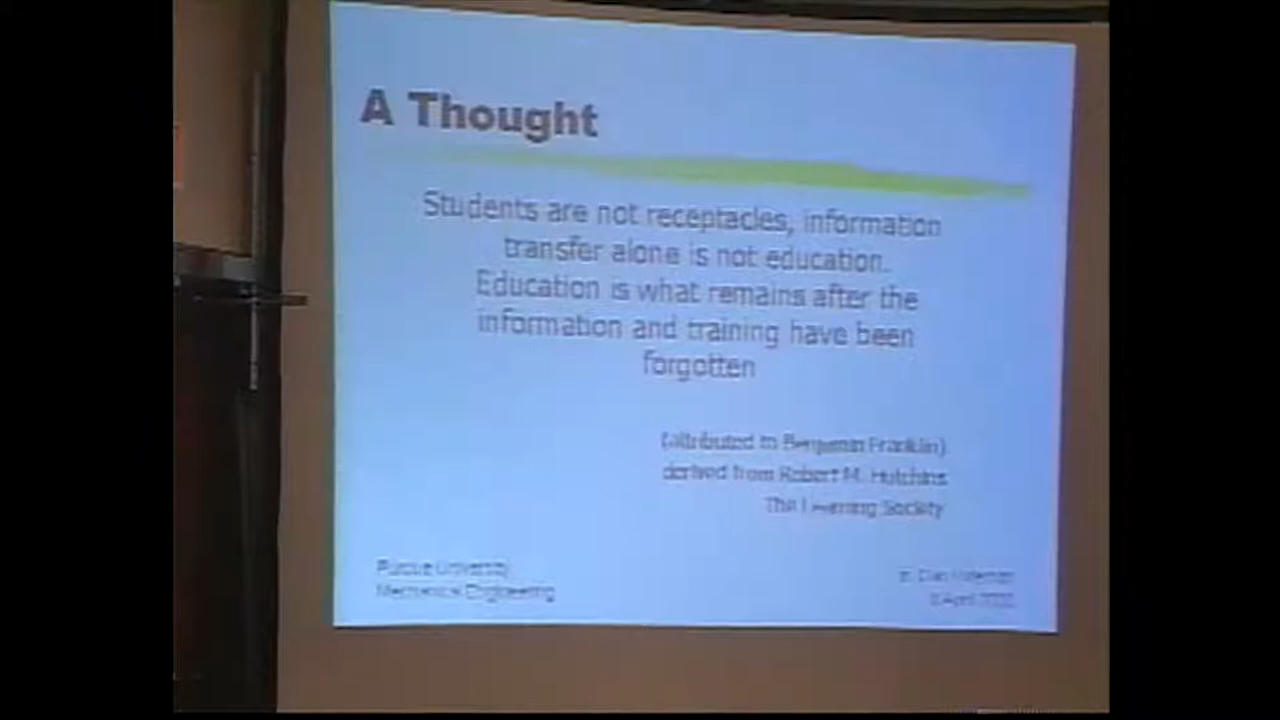 A Thought
Students are not receptacles, information
transfer alone is not education.
Education is what remains after the
information and training have been
forgotten
(attributed to Benjamin Franklin)
derived from Robert M. Hutchins
The Learning Society
Purdue University
Mechanical Engineering
April